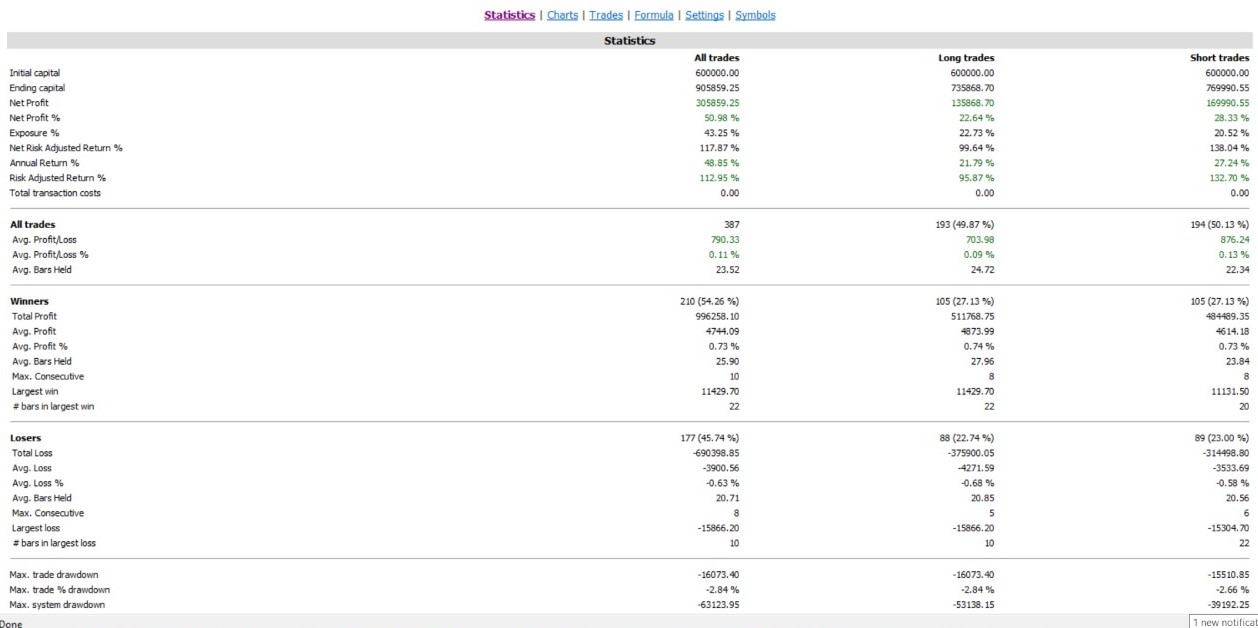 Statistics | Charts | Trades | Formula | Settings | Symbols
Statistics
All trades Long trades Short trades
Initial capital 600000.00 600000.00 600000.00
Ending capital 905859.25 735868.70 769990.55
Net Profit 305859.25 135868.70 169990.55
Net Profit % 50.98 % 22.64 % 28.33 %
Exposure % 43.25 % 22.73 % 20.52 %
Net Risk Adjusted Return % 117.87 % 99.64 % 138.04 %
Annual Return % 48.85 % 21.79 % 27.24 %
Risk Adjusted Return % 112.95 % 95.87 % 132.70 %
Total transaction costs 0.00 0.00 0.00
All trades 387 193 (49.87 %) 194 (50.13 %)
Avg. Profit/Loss 790.33 703.98 876.24
Avg. Profit/Loss % 0.11 % 0.09 % 0.13 %
Avg. Bars Held 23.52 24.72 22.34
Winners 210 (54.26 %) 105 (27.13 %) 105 (27.13 %)
Total Profit 996258.10 511768.75 484489.35
Avg. Profit 4744.09 4873.99 4614.18
Avg. Profit % 0.73 % 0.74 % 0.73 %
Avg. Bars Held 25.90 27.96 23.84
Max. Consecutive 10 8 8
Largest win 11429.70 11429.70 11131.50
# bars in largest win 22 22 20
Losers 177 (45.74 %) 88 (22.74 %) 89 (23.00 %)
Total Loss -690398.85 -375900.05 -314498.80
Avg. Loss -3900.56 -4271.59 -3533.69
Avg. Loss % -0.63 % -0.68 % -0.58 %
Avg. Bars Held 20.71 20.85 20.56
Max. Consecutive 8 5 6
Largest loss -15866.20 -15866.20 -15304.70
# bars in largest loss 10 10 22
Max. trade drawdown -16073.40 -16073.40 -15510.85
Max. trade % drawdown -2.84 % -2.84 % -2.66 %
Max. system drawdown -63123.95 -53138.15 -39192.25
Done 1 new notificat